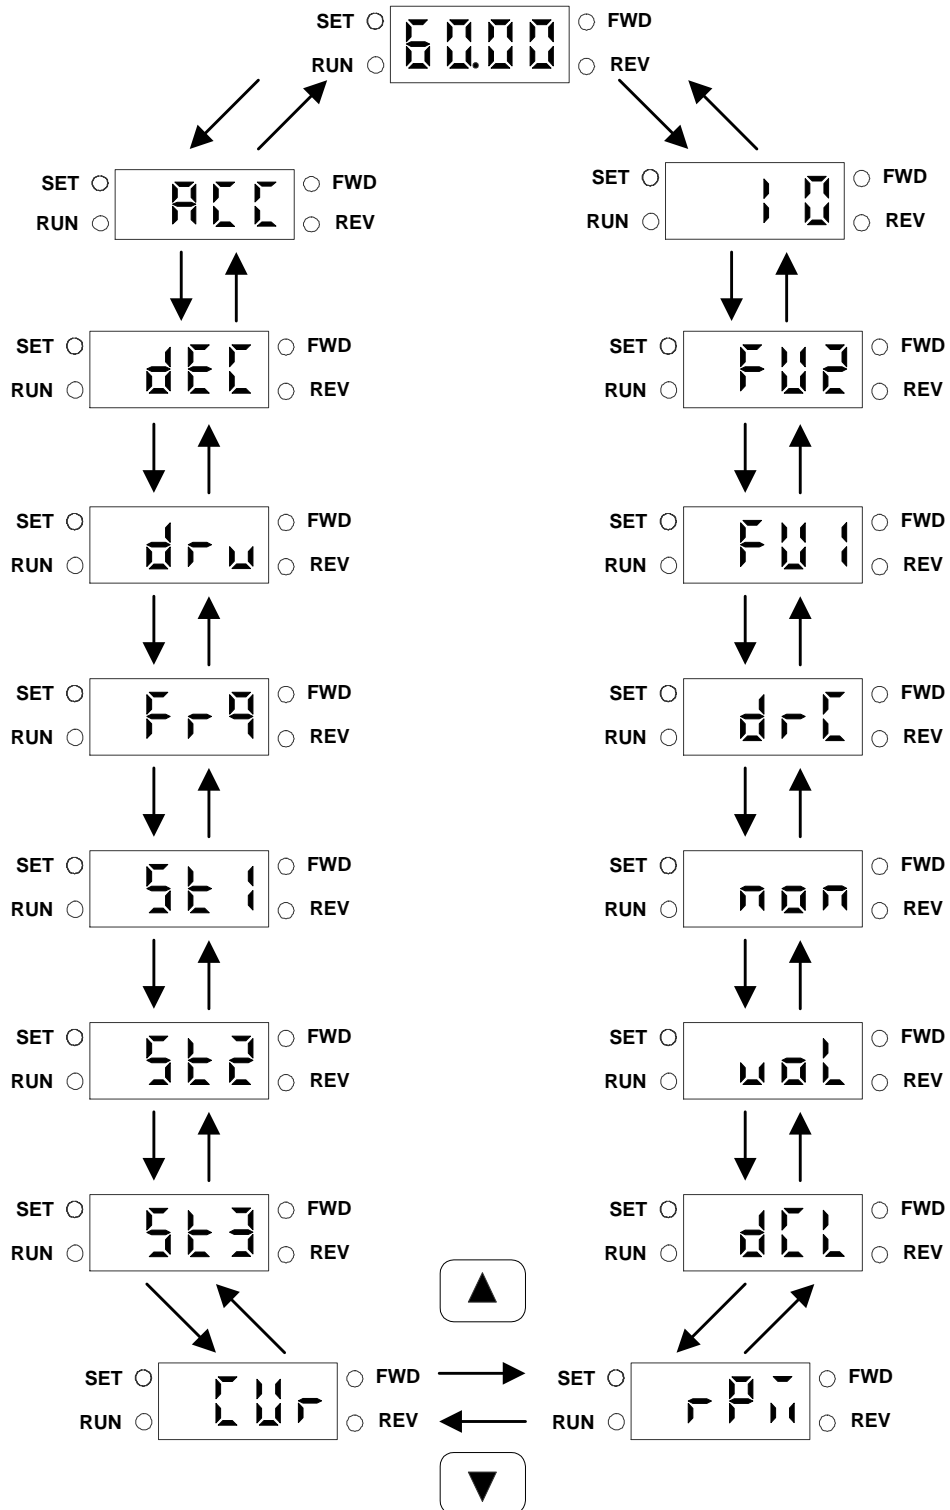 SET 60.00 FWD
RUN REV
SET ACC FWD
RUN REV
SET I O FWD
RUN REV
SET dEC FWD
RUN REV
SET FU2 FWD
RUN REV
SET drv FWD
RUN REV
SET FU1 FWD
RUN REV
SET Frq FWD
RUN REV
SET drC FWD
RUN REV
SET St1 FWD
RUN REV
SET non FWD
RUN REV
SET St2 FWD
RUN REV
SET voL FWD
RUN REV
SET St3 FWD
RUN REV
SET dCL FWD
RUN REV
SET CUr FWD
RUN REV
SET rPM FWD
RUN REV